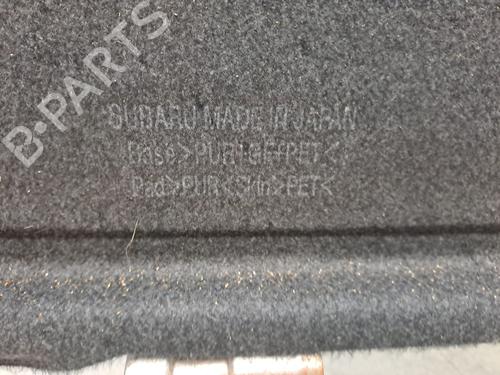 B-PARTS
SUBARU MADE IN JAPAN
Base>PUR+GF+PET<
Pad>PUR<Skin>PET<